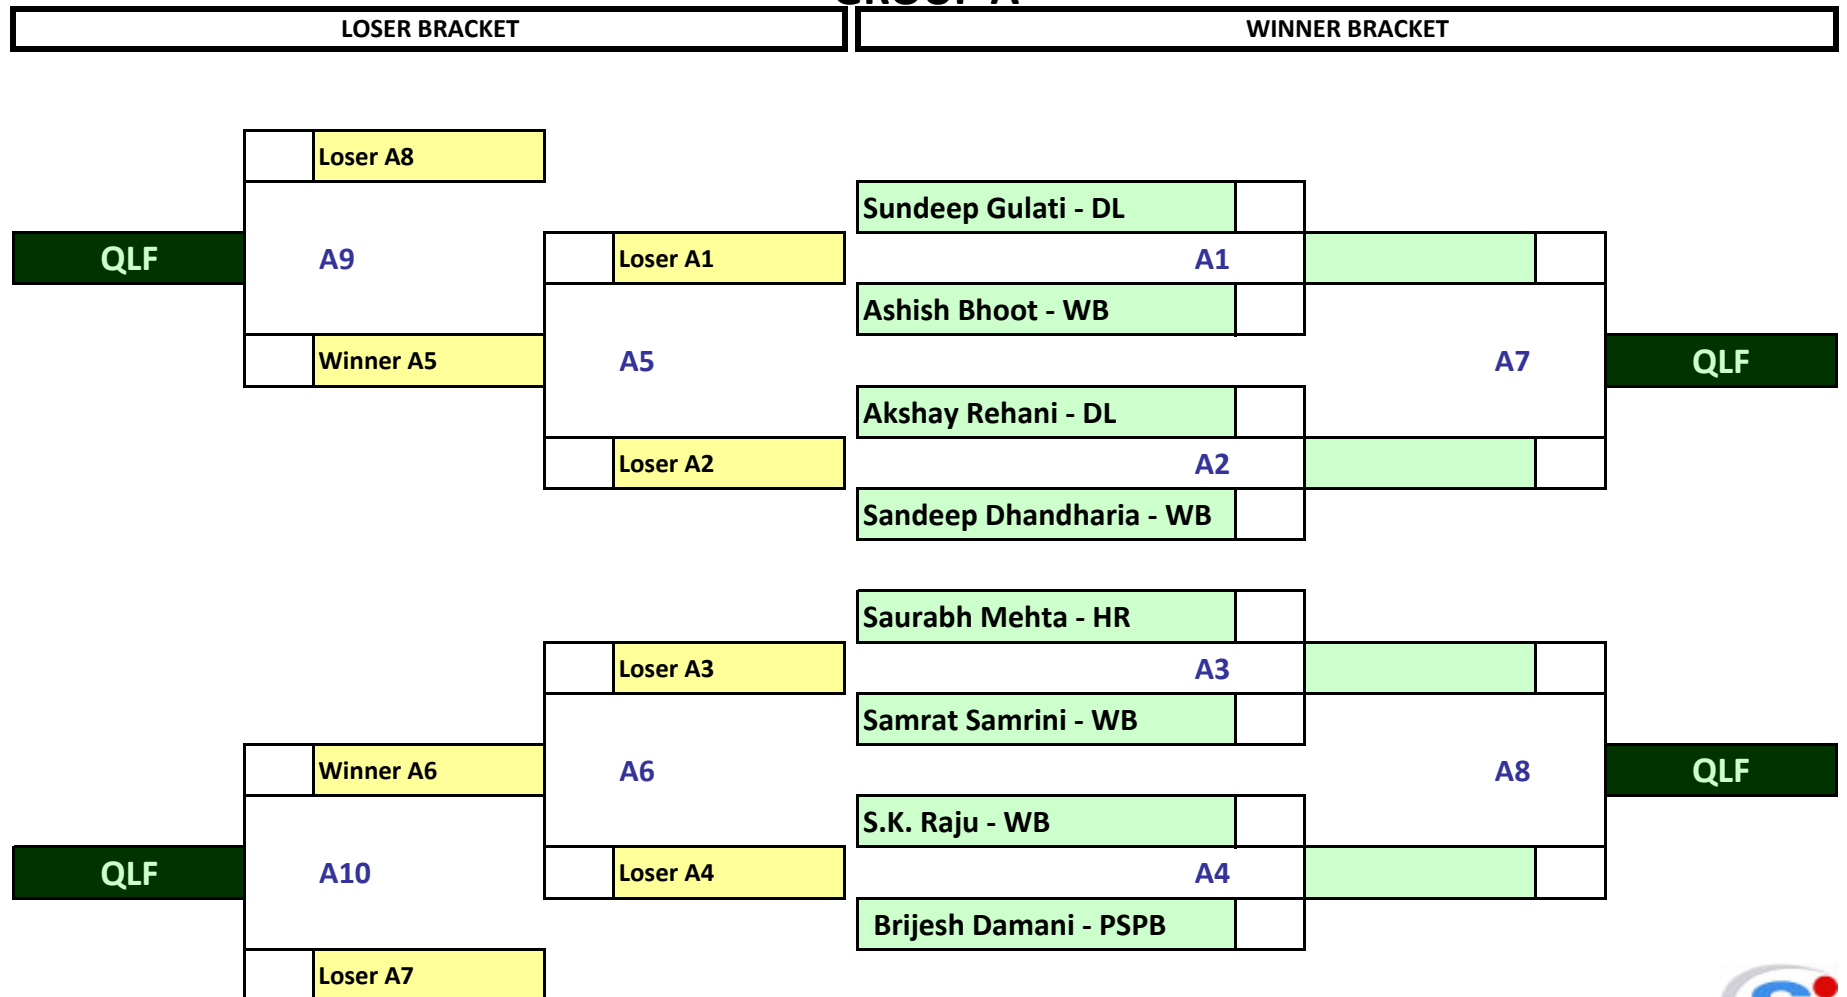 GROUP A
LOSER BRACKET
WINNER BRACKET
Loser A8
Sundeep Gulati - DL
QLF
A9
Loser A1
A1
Ashish Bhoot - WB
Winner A5
A5
A7
QLF
Akshay Rehani - DL
Loser A2
A2
Sandeep Dhandharia - WB
Saurabh Mehta - HR
Loser A3
A3
Samrat Samrini - WB
Winner A6
A6
A8
QLF
S.K. Raju - WB
QLF
A10
Loser A4
A4
Brijesh Damani - PSPB
Loser A7